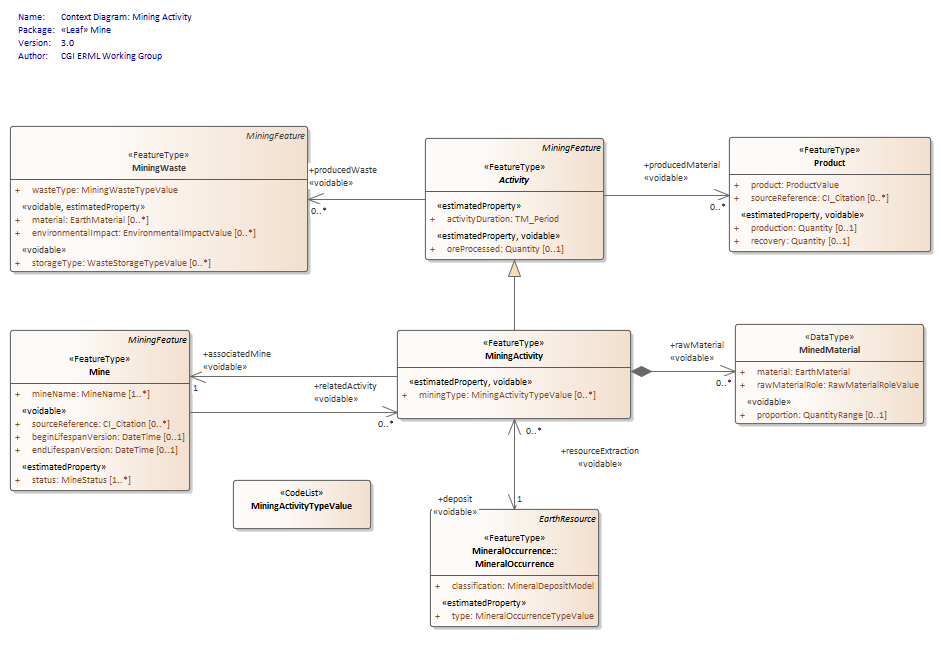 Name: Context Diagram: Mining Activity
Package: «Leaf» Mine
Version: 3.0
Author: CGI ERML Working Group
MiningFeature
«FeatureType»
MiningWaste
+ wasteType: MiningWasteTypeValue
«voidable, estimatedProperty»
+ material: EarthMaterial [0..*]
+ environmentalImpact: EnvironmentalImpactValue [0..*]
«voidable»
+ storageType: WasteStorageTypeValue [0..*]
+producedWaste
«voidable»
0..*
MiningFeature
«FeatureType»
Activity
«estimatedProperty»
+ activityDuration: TM_Period
«estimatedProperty, voidable»
+ oreProcessed: Quantity [0..1]
+producedMaterial
«voidable»
0..*
«FeatureType»
Product
+ product: ProductValue
+ sourceReference: CI_Citation [0..*]
«estimatedProperty, voidable»
+ production: Quantity [0..1]
+ recovery: Quantity [0..1]
MiningFeature
«FeatureType»
Mine
+ mineName: MineName [1..*]
«voidable»
+ sourceReference: CI_Citation [0..*]
+ beginLifespanVersion: DateTime [0..1]
+ endLifespanVersion: DateTime [0..1]
«estimatedProperty»
+ status: MineStatus [1..*]
+associatedMine
«voidable»
1
+relatedActivity
«voidable»
0..*
«FeatureType»
MiningActivity
«estimatedProperty, voidable»
+ miningType: MiningActivityTypeValue [0..*]
+rawMaterial
«voidable»
0..*
«DataType»
MinedMaterial
+ material: EarthMaterial
+ rawMaterialRole: RawMaterialRoleValue
«voidable»
+ proportion: QuantityRange [0..1]
0..*
+resourceExtraction
«voidable»
«CodeList»
MiningActivityTypeValue
+deposit
«voidable»
1
EarthResource
«FeatureType»
MineralOccurrence::
MineralOccurrence
+ classification: MineralDepositModel
«estimatedProperty»
+ type: MineralOccurrenceTypeValue